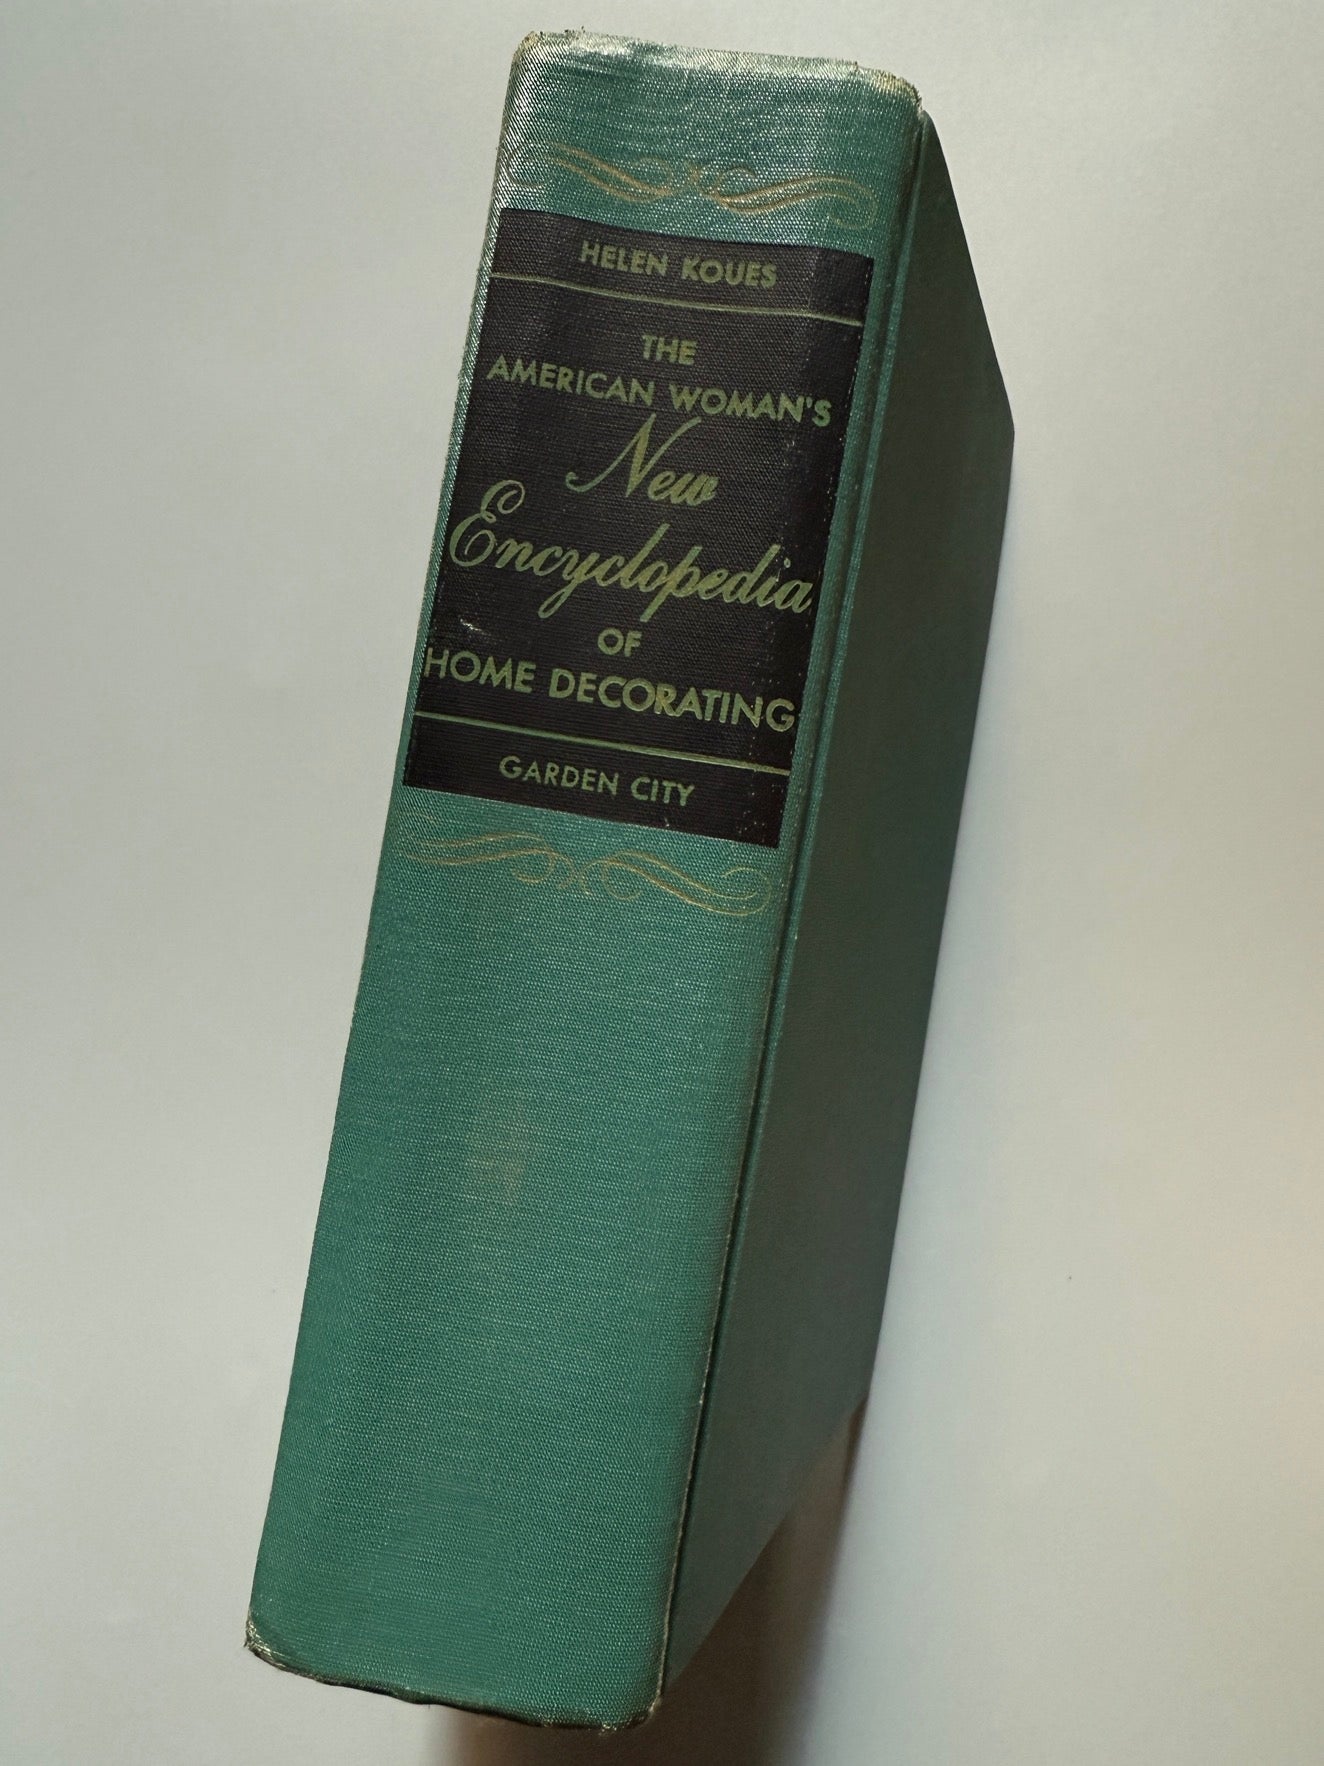 HELEN KOUES
THE
AMERICAN WOMAN'S
New
Encyclopedia
OF
HOME DECORATING
GARDEN CITY